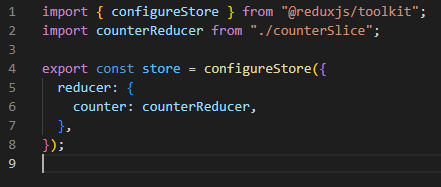 1 import { configureStore } from "@reduxjs/toolkit";
2 import counterReducer from "./counterSlice";
3
4 export const store = configureStore({
5   reducer: {
6     counter: counterReducer,
7   },
8 });
9